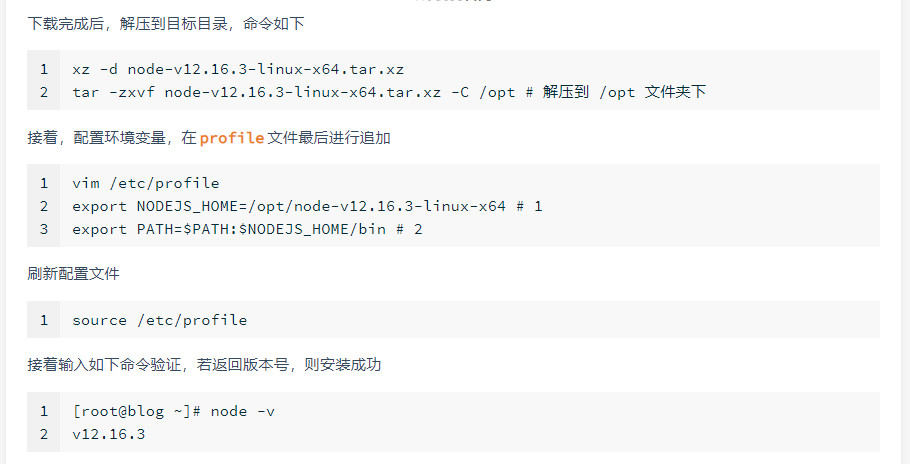 下载完成后，解压到目标目录，命令如下
1 xz -d node-v12.16.3-linux-x64.tar.xz
2 tar -zxvf node-v12.16.3-linux-x64.tar.xz -C /opt # 解压到 /opt 文件夹下
接着，配置环境变量，在 profile 文件最后进行追加
1 vim /etc/profile
2 export NODEJS_HOME=/opt/node-v12.16.3-linux-x64 # 1
3 export PATH=$PATH:$NODEJS_HOME/bin # 2
刷新配置文件
1 source /etc/profile
接着输入如下命令验证，若返回版本号，则安装成功
1 [root@blog ~]# node -v
2 v12.16.3